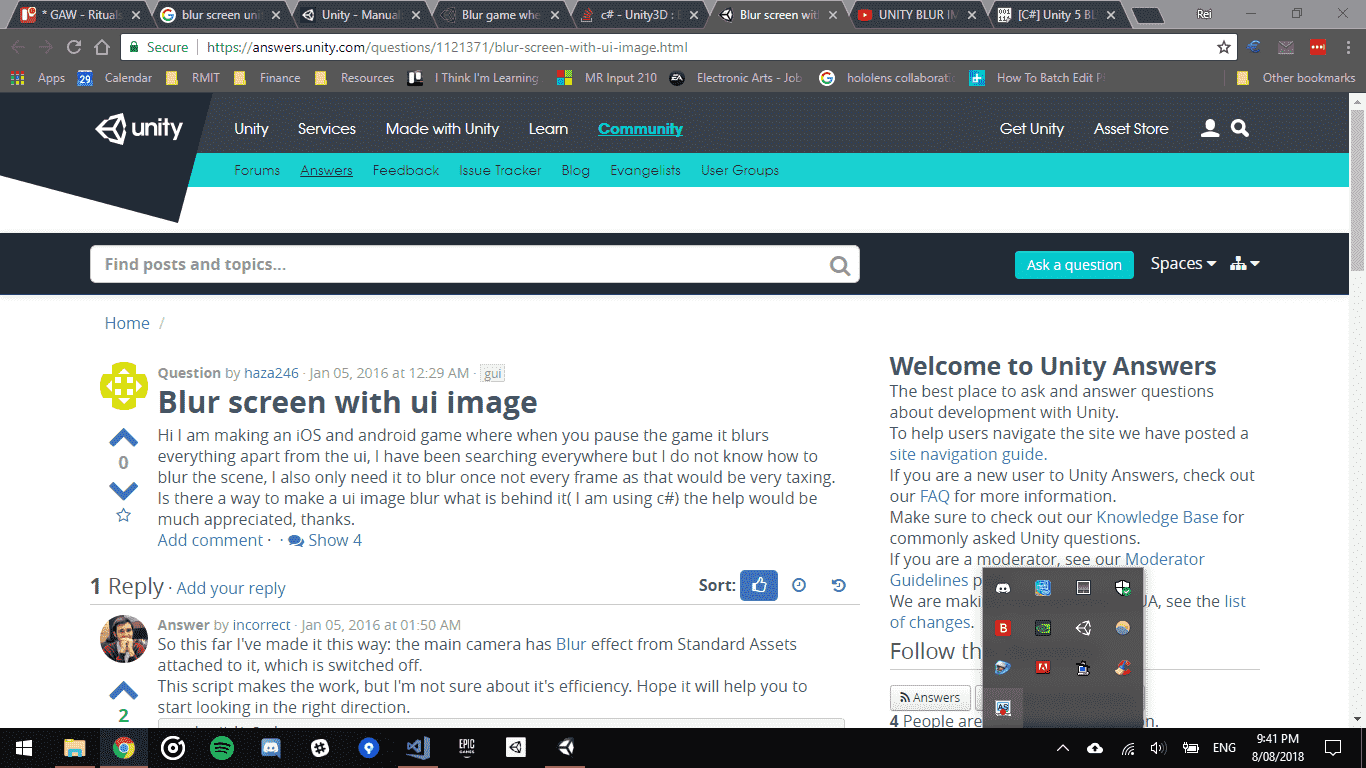 * GAW - Rituals
blur screen uni
Unity - Manual:
Blur game whe
c# - Unity3D :
Blur screen with
UNITY BLUR IM
[C#] Unity 5 BL
Rei
Secure
https://answers.unity.com/questions/1121371/blur-screen-with-ui-image.html
Apps
Calendar
RMIT
Finance
Resources
I Think I'm Learning
MR Input 210
Electronic Arts - Job
hololens collaborati
How To Batch Edit P
Other bookmarks
unity
Unity
Services
Made with Unity
Learn
Community
Get Unity
Asset Store
Forums
Answers
Feedback
Issue Tracker
Blog
Evangelists
User Groups
Find posts and topics...
Ask a question
Spaces
Home /
Question by haza246 · Jan 05, 2016 at 12:29 AM · gui
Blur screen with ui image
Hi I am making an iOS and android game where when you pause the game it blurs
everything apart from the ui, I have been searching everywhere but I do not know how to
blur the scene, I also only need it to blur once not every frame as that would be very taxing.
Is there a way to make a ui image blur what is behind it( I am using c#) the help would be
much appreciated, thanks.
0
Add comment · · Show 4
1 Reply · Add your reply
Sort:
Answer by incorrect · Jan 05, 2016 at 01:50 AM
So this far I've made it this way: the main camera has Blur effect from Standard Assets
attached to it, which is switched off.
This script makes the work, but I'm not sure about it's efficiency. Hope it will help you to
start looking in the right direction.
2
Welcome to Unity Answers
The best place to ask and answer questions
about development with Unity.
To help users navigate the site we have posted a
site navigation guide.
If you are a new user to Unity Answers, check out
our FAQ for more information.
Make sure to check out our Knowledge Base for
commonly asked Unity questions.
If you are a moderator, see our Moderator
Guidelines p
We are maki
UA, see the list
of changes.
Follow th
Answers
4 People are
on.
EPIC
GAMES
ENG
9:41 PM
8/08/2018